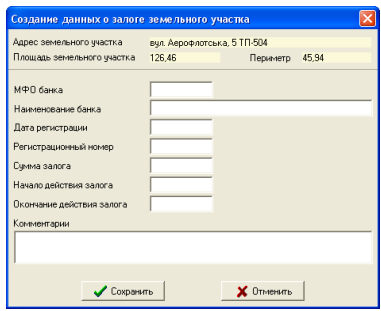 Создание данных о залоге земельного участка
Адрес земельного участка вул. Аерофлотська, 5 ТП-504
Площадь земельного участка 126,46 Периметр 45,94
МФО банка
Наименование банка
Дата регистрации
Регистрационный номер
Сумма залога
Начало действия залога
Окончание действия залога
Комментарии
Сохранить Отменить